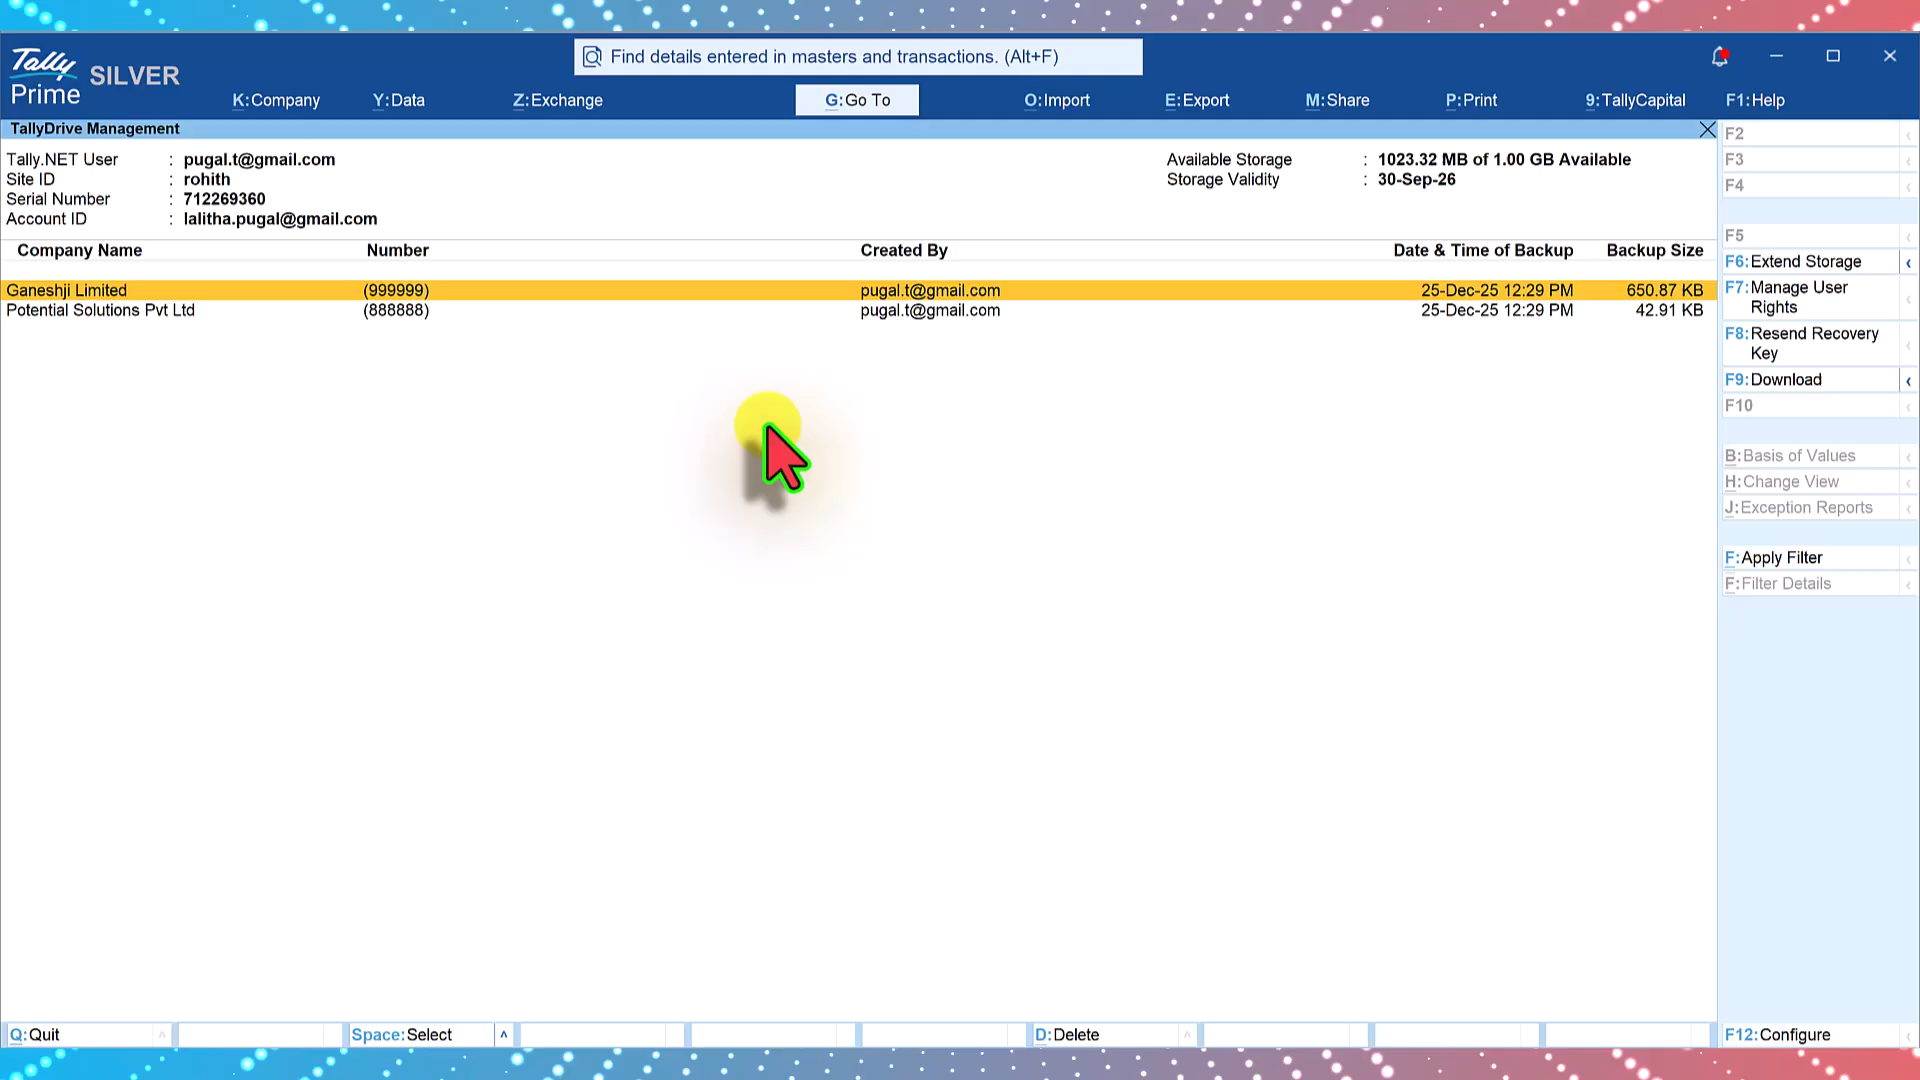 Tally
Prime SILVER
Find details entered in masters and transactions. (Alt+F)
K:Company Y:Data Z:Exchange G:Go To O:Import E:Export M:Share P:Print 9:TallyCapital F1:Help
TallyDrive Management
Tally.NET User : pugal.t@gmail.com
Site ID : rohith
Serial Number : 712269360
Account ID : lalitha.pugal@gmail.com
Available Storage : 1023.32 MB of 1.00 GB Available
Storage Validity : 30-Sep-26
Company Name Number Created By Date & Time of Backup Backup Size
Ganeshji Limited (999999) pugal.t@gmail.com 25-Dec-25 12:29 PM 650.87 KB
Potential Solutions Pvt Ltd (888888) pugal.t@gmail.com 25-Dec-25 12:29 PM 42.91 KB
F2
F3
F4
F5
F6:Extend Storage
F7:Manage User
Rights
F8:Resend Recovery
Key
F9:Download
F10
B:Basis of Values
H:Change View
J:Exception Reports
F:Apply Filter
F:Filter Details
Q:Quit Space:Select D:Delete F12:Configure